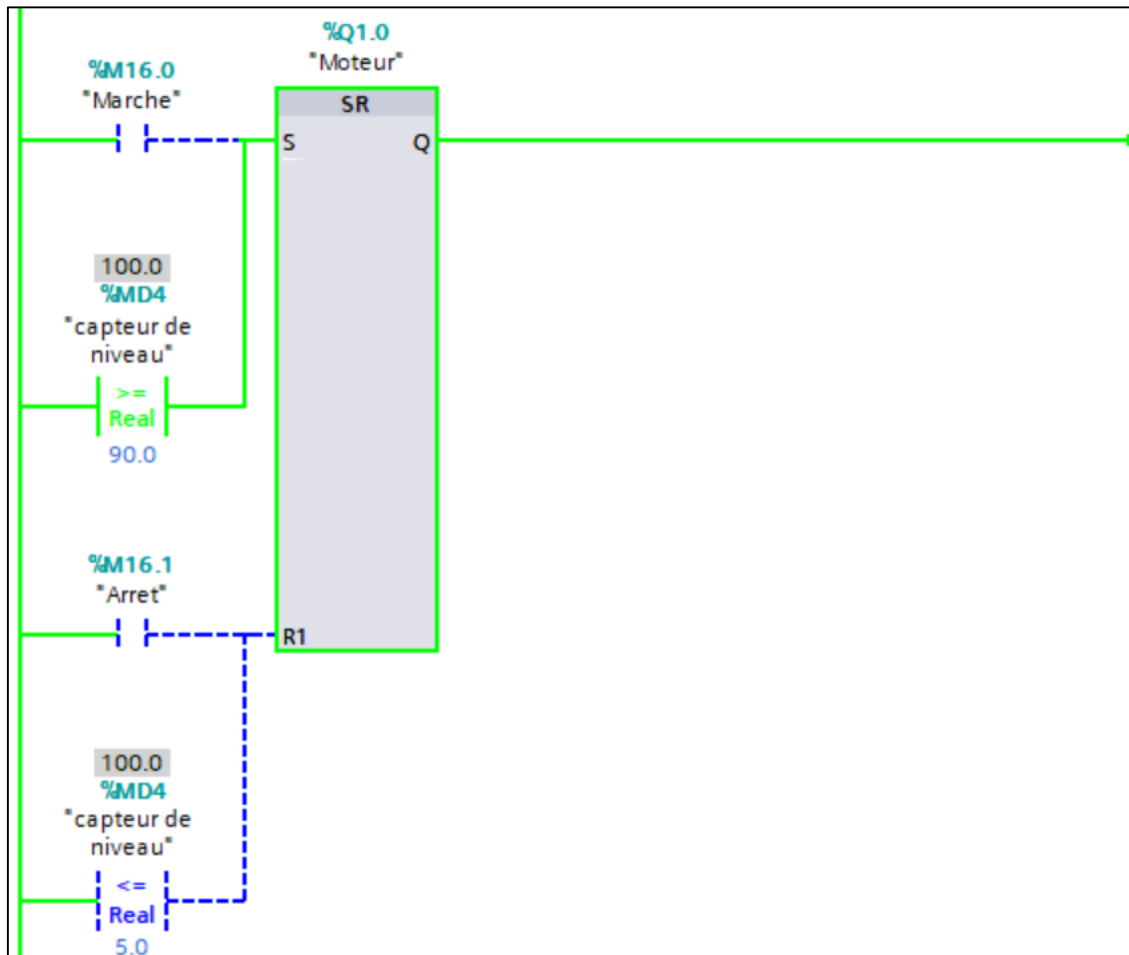 %Q1.0
"Moteur"
%M16.0
"Marche"
SR
S Q
100.0
%MD4
"capteur de
niveau"
>=
Real
90.0
%M16.1
"Arret"
R1
100.0
%MD4
"capteur de
niveau"
<=
Real
5.0